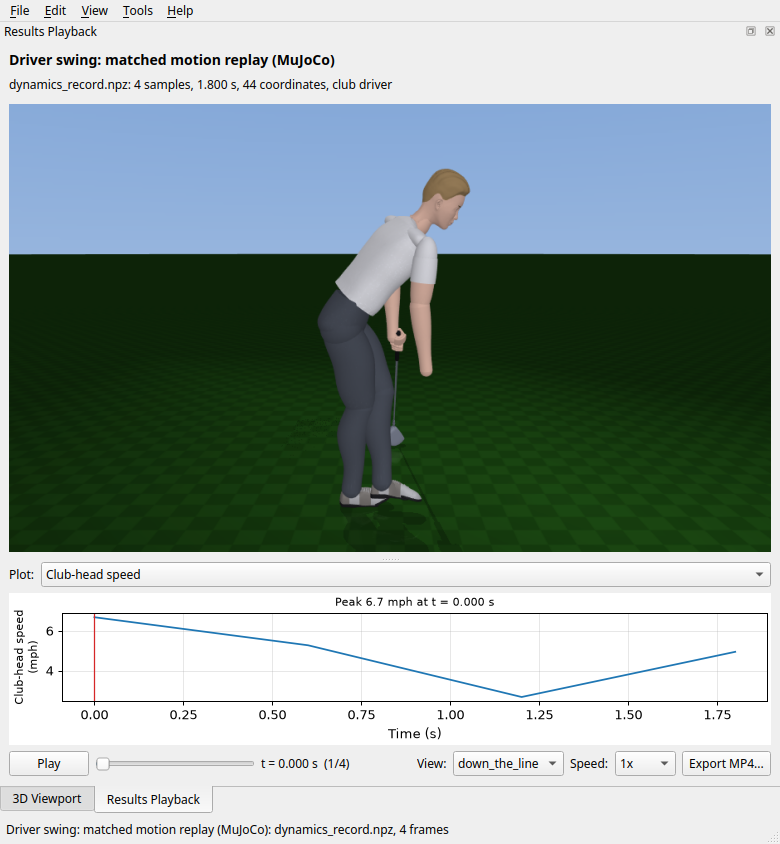 File Edit View Tools Help
Results Playback
Driver swing: matched motion replay (MuJoCo)
dynamics_record.npz: 4 samples, 1.800 s, 44 coordinates, club driver
Plot: Club-head speed
Peak 6.7 mph at t = 0.000 s
Club-head speed
(mph)
6
4
0.00 0.25 0.50 0.75 1.00 1.25 1.50 1.75
Time (s)
Play t = 0.000 s (1/4) View: down_the_line Speed: 1x Export MP4...
3D Viewport Results Playback
Driver swing: matched motion replay (MuJoCo): dynamics_record.npz, 4 frames